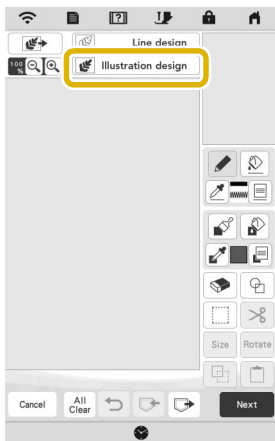 Line design
100 %
Illustration design
Size Rotate
Cancel All Clear Next